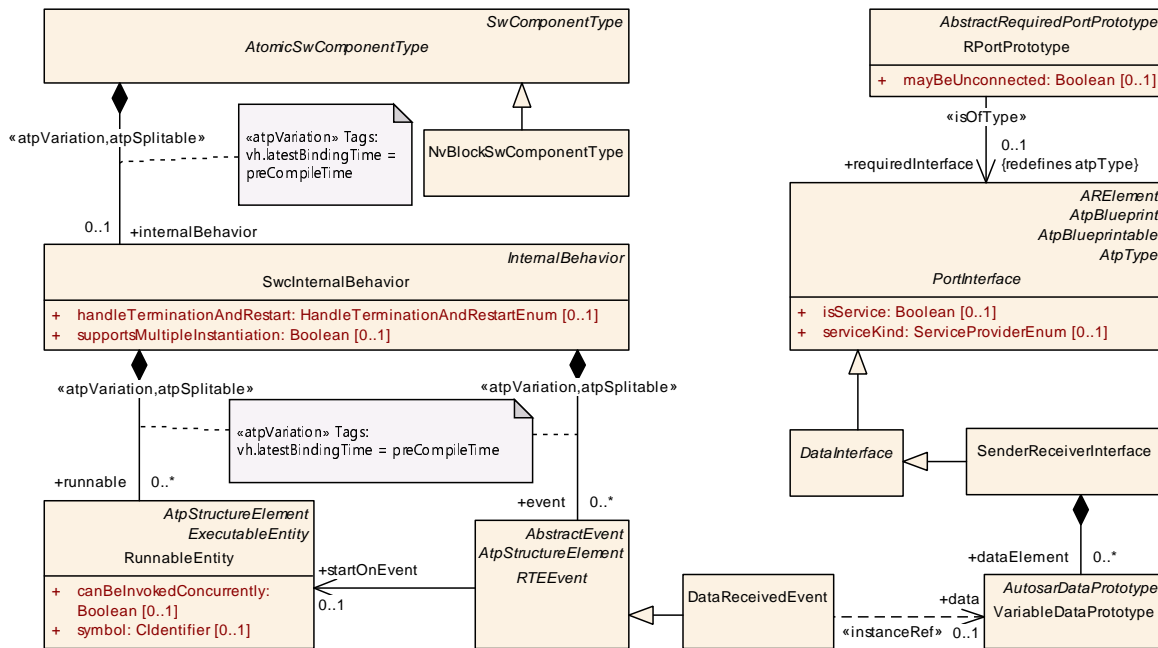 SwComponentType
AtomicSwComponentType
«atpVariation,atpSplitable»
«atpVariation» Tags:
vh.latestBindingTime =
preCompileTime
NvBlockSwComponentType
0..1
+internalBehavior
InternalBehavior
SwcInternalBehavior
+ handleTerminationAndRestart: HandleTerminationAndRestartEnum [0..1]
+ supportsMultipleInstantiation: Boolean [0..1]
«atpVariation,atpSplitable»
«atpVariation,atpSplitable»
«atpVariation» Tags:
vh.latestBindingTime = preCompileTime
+runnable
0..*
+event
0..*
AtpStructureElement
ExecutableEntity
RunnableEntity
+ canBeInvokedConcurrently:
Boolean [0..1]
+ symbol: CIdentifier [0..1]
+startOnEvent
0..1
AbstractEvent
AtpStructureElement
RTEEvent
DataReceivedEvent
+data
«instanceRef»
0..1
AbstractRequiredPortPrototype
RPortPrototype
+ mayBeUnconnected: Boolean [0..1]
«isOfType»
0..1
+requiredInterface
{redefines atpType}
ARElement
AtpBlueprint
AtpBlueprintable
AtpType
PortInterface
+ isService: Boolean [0..1]
+ serviceKind: ServiceProviderEnum [0..1]
DataInterface
SenderReceiverInterface
+dataElement
0..*
AutosarDataPrototype
VariableDataPrototype